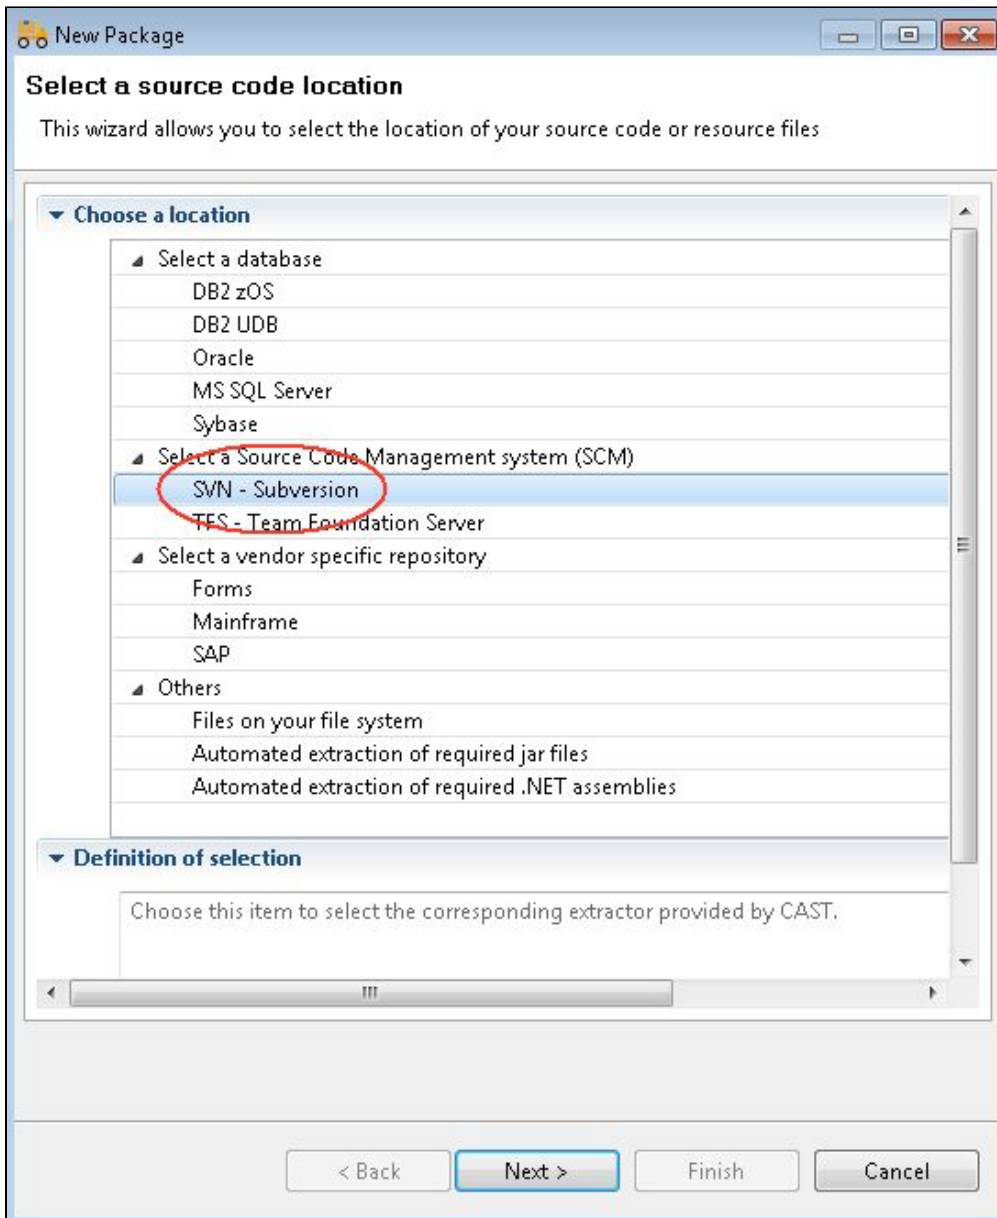 New Package
Select a source code location
This wizard allows you to select the location of your source code or resource files
Choose a location
Select a database
DB2 zOS
DB2 UDB
Oracle
MS SQL Server
Sybase
Select a Source Code Management system (SCM)
SVN - Subversion
TFS - Team Foundation Server
Select a vendor specific repository
Forms
Mainframe
SAP
Others
Files on your file system
Automated extraction of required jar files
Automated extraction of required .NET assemblies
Definition of selection
Choose this item to select the corresponding extractor provided by CAST.
< Back Next > Finish Cancel